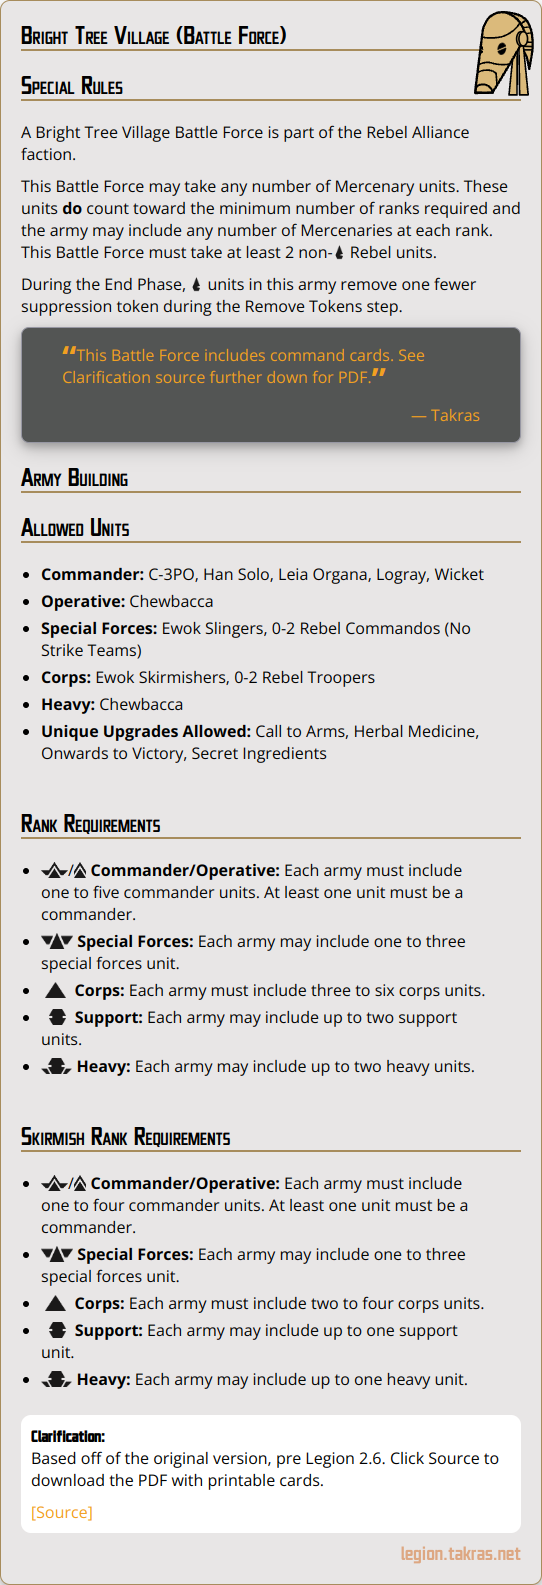 Bright Tree Village (Battle Force)
Special Rules
A Bright Tree Village Battle Force is part of the Rebel Alliance
faction.
This Battle Force may take any number of Mercenary units. These
units do count toward the minimum number of ranks required and
the army may include any number of Mercenaries at each rank.
This Battle Force must take at least 2 non- Rebel units.
During the End Phase, units in this army remove one fewer
suppression token during the Remove Tokens step.
“This Battle Force includes command cards. See
Clarification source further down for PDF.”
— Takras
Army Building
Allowed Units
• Commander: C-3PO, Han Solo, Leia Organa, Logray, Wicket
• Operative: Chewbacca
• Special Forces: Ewok Slingers, 0-2 Rebel Commandos (No
Strike Teams)
• Corps: Ewok Skirmishers, 0-2 Rebel Troopers
• Heavy: Chewbacca
• Unique Upgrades Allowed: Call to Arms, Herbal Medicine,
Onwards to Victory, Secret Ingredients
Rank Requirements
• / Commander/Operative: Each army must include
one to five commander units. At least one unit must be a
commander.
• Special Forces: Each army may include one to three
special forces unit.
• Corps: Each army must include three to six corps units.
• Support: Each army may include up to two support
units.
• Heavy: Each army may include up to two heavy units.
Skirmish Rank Requirements
• / Commander/Operative: Each army must include
one to four commander units. At least one unit must be a
commander.
• Special Forces: Each army may include one to three
special forces unit.
• Corps: Each army must include two to four corps units.
• Support: Each army may include up to one support
unit.
• Heavy: Each army may include up to one heavy unit.
Clarification:
Based off of the original version, pre Legion 2.6. Click Source to
download the PDF with printable cards.
[Source]
legion.takras.net